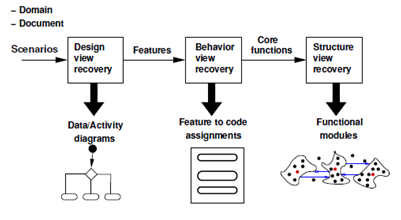 – Domain
– Document
Scenarios
Design
view
recovery
Features
Behavior
view
recovery
Core
functions
Structure
view
recovery
Data/Activity
diagrams
Feature to code
assignments
Functional
modules